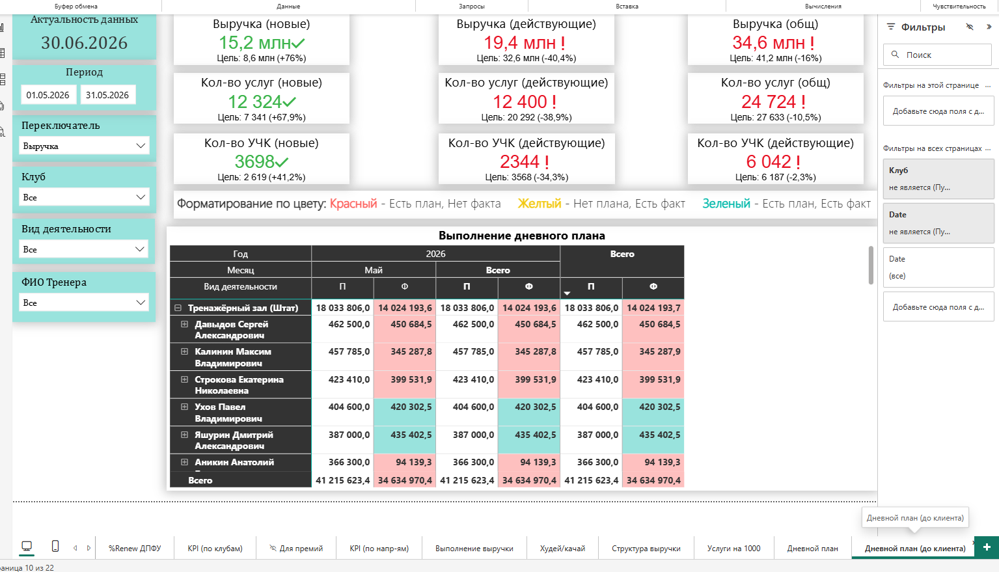 Буфер обмена Данные Запросы Вставка Вычисления Чувствительность
Актуальность данных
30.06.2026
Период
01.05.2026 31.05.2026
Переключатель
Выручка
Клуб
Все
Вид деятельности
Все
ФИО Тренера
Все
Выручка (новые)
15,2 млн
Цель: 8,6 млн (+76%)
Выручка (действующие)
19,4 млн !
Цель: 32,6 млн (-40,4%)
Выручка (общ)
34,6 млн !
Цель: 41,2 млн (-16%)
Кол-во услуг (новые)
12 324
Цель: 7 341 (+67,9%)
Кол-во услуг (действующие)
12 400 !
Цель: 20 292 (-38,9%)
Кол-во услуг (общ)
24 724 !
Цель: 27 633 (-10,5%)
Кол-во УЧК (новые)
3698
Цель: 2 619 (+41,2%)
Кол-во УЧК (действующие)
2344 !
Цель: 3568 (-34,3%)
Кол-во УЧК (действующие)
6 042 !
Цель: 6 187 (-2,3%)
Форматирование по цвету: Красный - Есть план, Нет факта Желтый - Нет плана, Есть факт Зеленый - Есть план, Есть факт
Выполнение дневного плана
Год 2026 Всего
Месяц Май Всего
Вид деятельности П Ф П Ф П Ф
Тренажёрный зал (Штат) 18 033 806,0 14 024 193,6 18 033 806,0 14 024 193,6 18 033 806,0 14 024 193,7
Давыдов Сергей 462 500,0 450 684,5 462 500,0 450 684,5 462 500,0 450 684,5
Александрович
Калинин Максим 457 785,0 345 287,8 457 785,0 345 287,8 457 785,0 345 287,9
Владимирович
Строкова Екатерина 423 410,0 399 531,9 423 410,0 399 531,9 423 410,0 399 531,9
Николаевна
Ухов Павел 404 600,0 420 302,5 404 600,0 420 302,5 404 600,0 420 302,5
Владимирович
Яшурин Дмитрий 387 000,0 435 402,5 387 000,0 435 402,5 387 000,0 435 402,5
Александрович
Аникин Анатолий 366 300,0 94 139,3 366 300,0 94 139,3 366 300,0 94 139,3
Всего 41 215 623,4 34 634 970,4 41 215 623,4 34 634 970,4 41 215 623,4 34 634 970,4
Фильтры
Поиск
Фильтры на этой странице ...
Добавьте сюда поля с д...
Фильтры на всех страницах ...
Клуб
не является (Пу...
Date
не является (Пу...
Date
(все)
Добавьте сюда поля с д...
Дневной план (до клиента)
%Renew ДПФУ KPI (по клубам) Для премий KPI (по напр-ям) Выполнение выручки Худей/качай Структура выручки Услуги на 1000 Дневной план Дневной план (до клиента)
раница 10 из 22